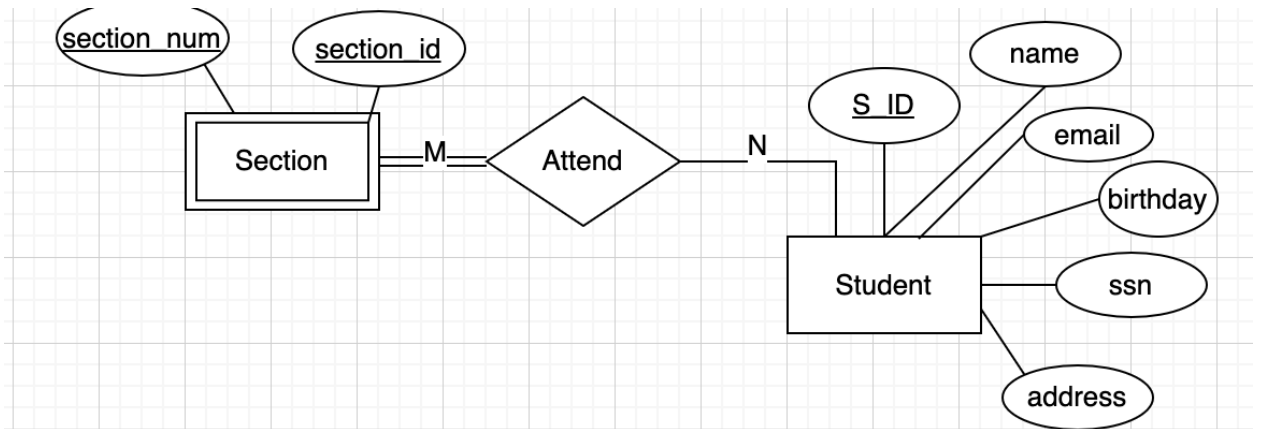 section_num
section_id
name
S_ID
email
Section
M
Attend
N
birthday
Student
ssn
address